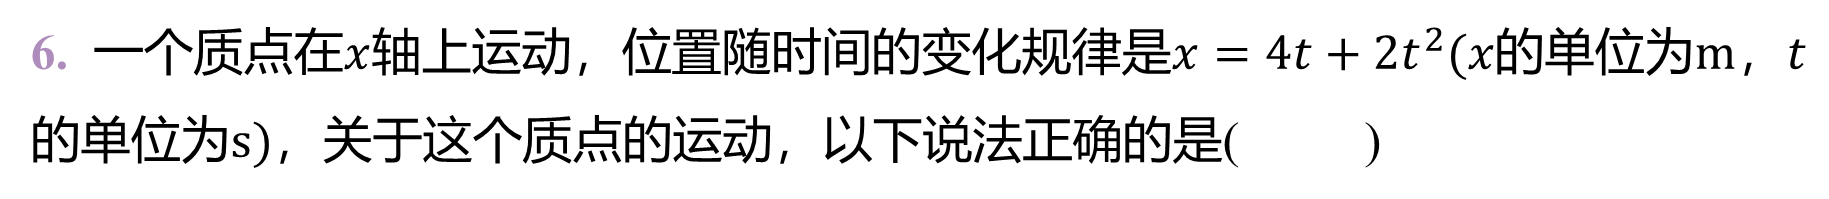 6. 一个质点在x轴上运动，位置随时间的变化规律是x = 4t + 2t²(x的单位为m，t
的单位为s)，关于这个质点的运动，以下说法正确的是(  )